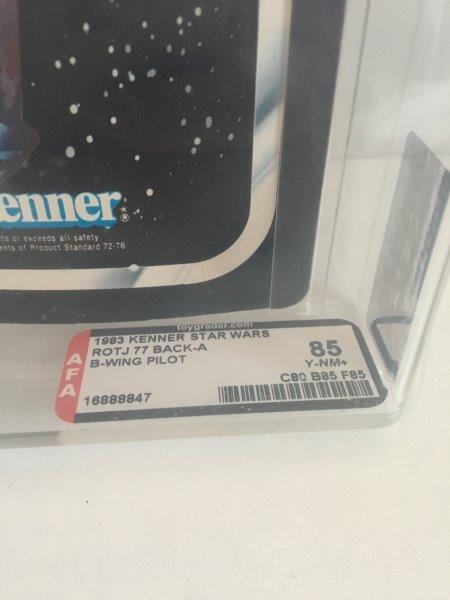 enner®
ts or exceeds all safety
ents of Product Standard 72-76
toygrader.com
AFA
1983 KENNER STAR WARS
ROTJ 77 BACK-A
B-WING PILOT
16888847
85
Y-NM+
C80 B85 F85